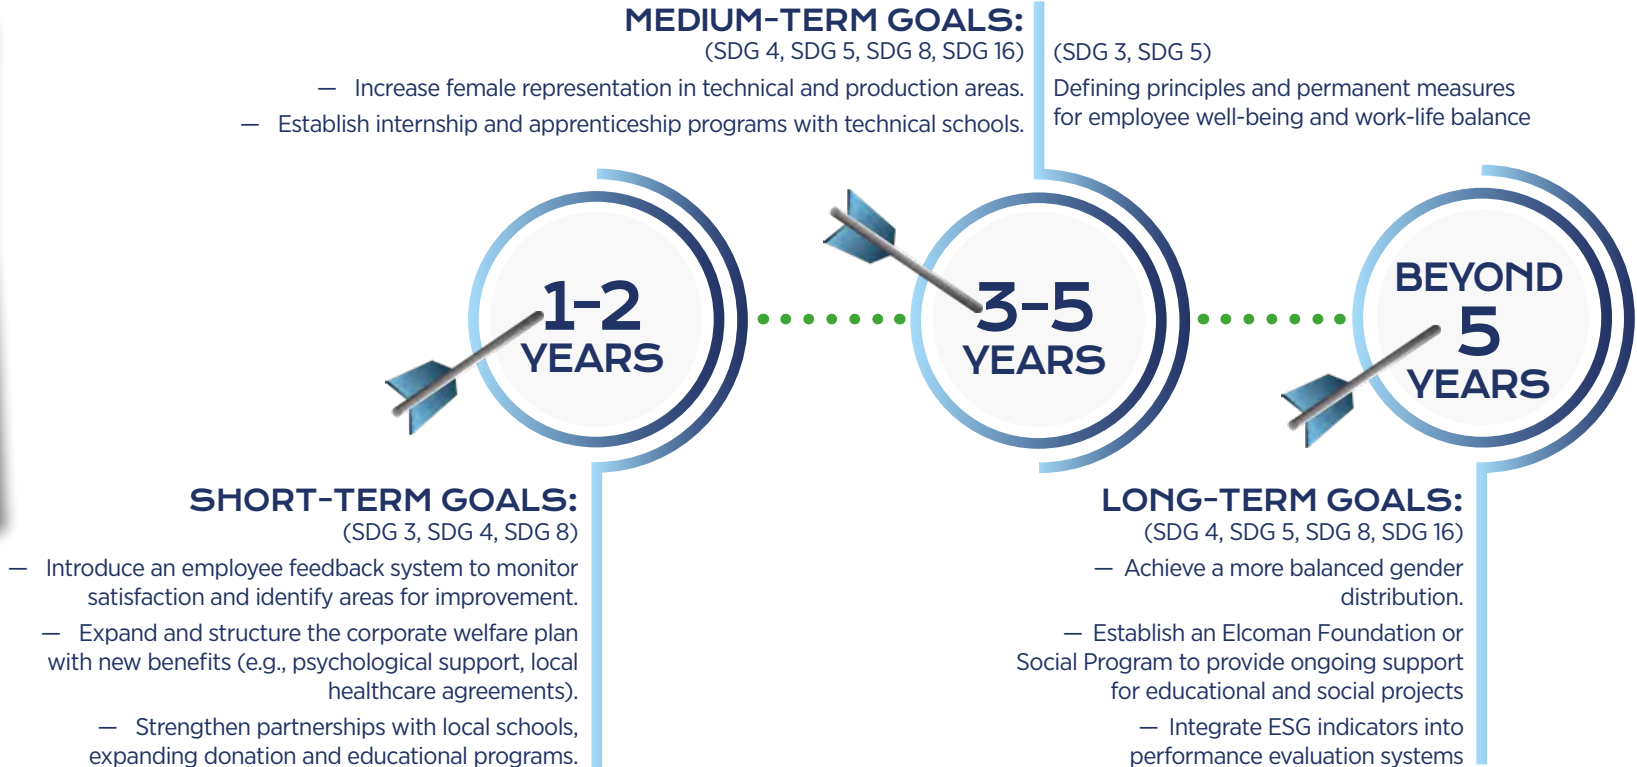 MEDIUM-TERM GOALS:
(SDG 4, SDG 5, SDG 8, SDG 16)
— Increase female representation in technical and production areas.
— Establish internship and apprenticeship programs with technical schools.
(SDG 3, SDG 5)
Defining principles and permanent measures
for employee well-being and work-life balance
1-2
YEARS
3-5
YEARS
BEYOND
5
YEARS
SHORT-TERM GOALS:
(SDG 3, SDG 4, SDG 8)
— Introduce an employee feedback system to monitor
satisfaction and identify areas for improvement.
— Expand and structure the corporate welfare plan
with new benefits (e.g., psychological support, local
healthcare agreements).
— Strengthen partnerships with local schools,
expanding donation and educational programs.
LONG-TERM GOALS:
(SDG 4, SDG 5, SDG 8, SDG 16)
— Achieve a more balanced gender
distribution.
— Establish an Elcoman Foundation or
Social Program to provide ongoing support
for educational and social projects
— Integrate ESG indicators into
performance evaluation systems